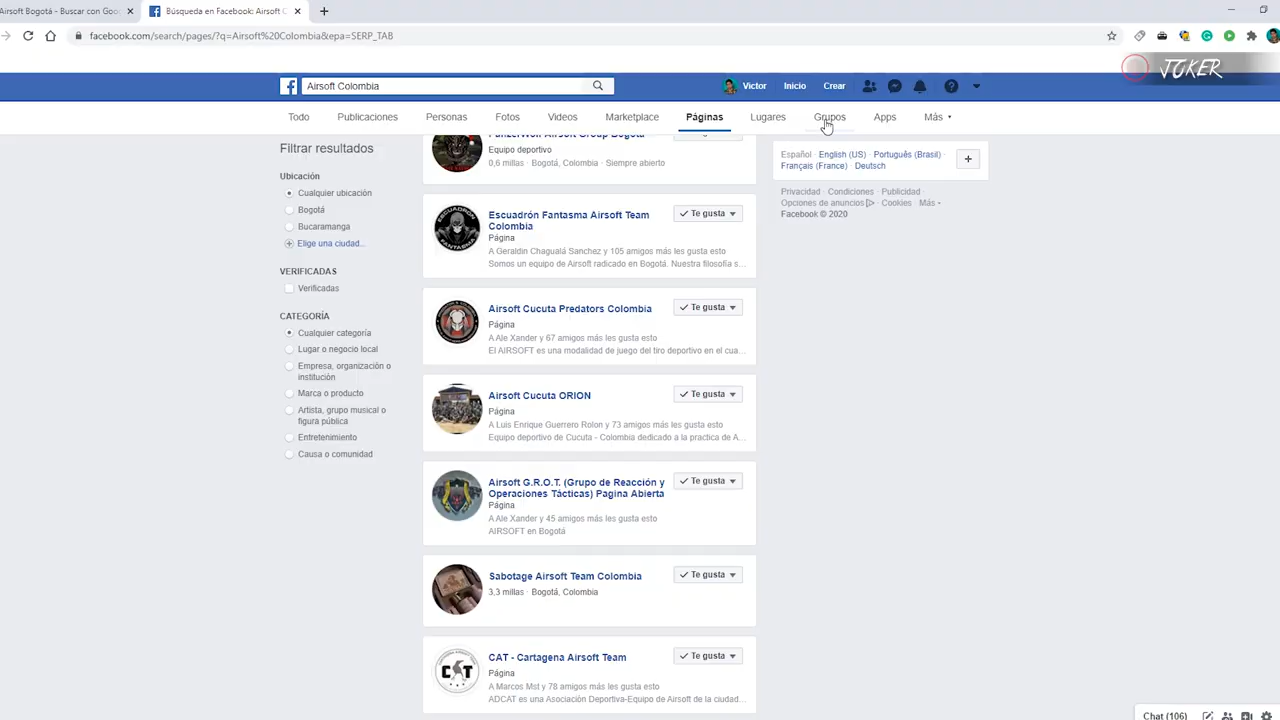 Airsoft Bogotá - Buscar con Goog
Búsqueda en Facebook: Airsoft C
facebook.com/search/pages/?q=Airsoft%20Colombia&epa=SERP_TAB
JOKER
Airsoft Colombia
Victor Inicio Crear
Todo Publicaciones Personas Fotos Videos Marketplace Páginas Lugares Grupos Apps Más
Filtrar resultados
Ubicación
Cualquier ubicación
Bogotá
Bucaramanga
Elige una ciudad...
VERIFICADAS
Verificadas
CATEGORÍA
Cualquier categoría
Lugar o negocio local
Empresa, organización o
institución
Marca o producto
Artista, grupo musical o
figura pública
Entretenimiento
Causa o comunidad
PanzerWolf Airsoft Group Bogotá
Equipo deportivo
0,6 millas · Bogotá, Colombia · Siempre abierto
Escuadrón Fantasma Airsoft Team
Colombia
Te gusta
Página
A Geraldin Chagualá Sanchez y 105 amigos más les gusta esto
Somos un equipo de Airsoft radicado en Bogotá. Nuestra filosofía s...
ESCUADRÓN
FANTASMA
Airsoft Cucuta Predators Colombia
Te gusta
Página
A Ale Xander y 67 amigos más les gusta esto
El AIRSOFT es una modalidad de juego del tiro deportivo en el cua...
Airsoft Cucuta ORION
Te gusta
Página
A Luis Enrique Guerrero Rolon y 73 amigos más les gusta esto
Equipo deportivo de Cucuta - Colombia dedicado a la practica de A...
Airsoft G.R.O.T. (Grupo de Reacción y
Operaciones Tácticas) Pagina Abierta
Te gusta
Página
A Ale Xander y 45 amigos más les gusta esto
AIRSOFT en Bogotá
Sabotage Airsoft Team Colombia
Te gusta
3,3 millas · Bogotá, Colombia
CAT - Cartagena Airsoft Team
Te gusta
Página
A Marcos Mst y 78 amigos más les gusta esto
ADCAT es una Asociación Deportiva-Equipo de Airsoft de la ciudad...
CAT
Español · English (US) · Português (Brasil) ·
Français (France) · Deutsch
Privacidad · Condiciones · Publicidad ·
Opciones de anuncios · Cookies · Más
Facebook © 2020
Chat (106)